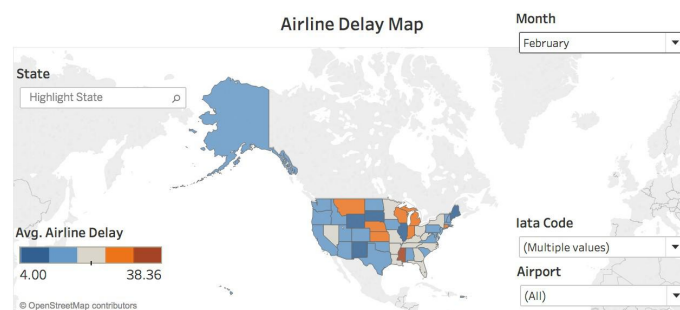 Airline Delay Map
Month
February
State
Highlight State
Avg. Airline Delay
4.00 38.36
Iata Code
(Multiple values)
Airport
(All)
© OpenStreetMap contributors